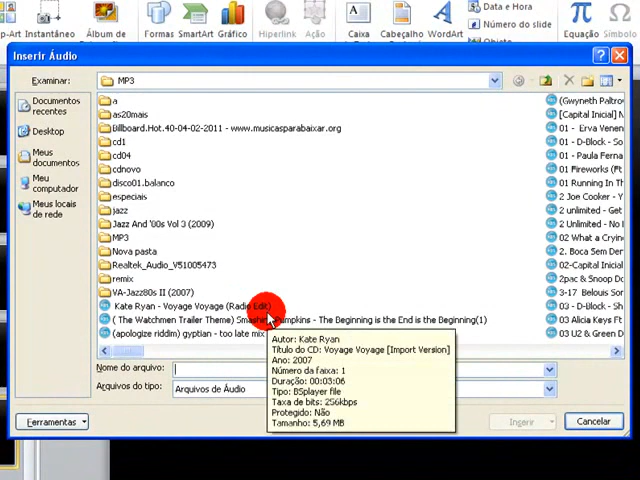 Data e Hora
p-Art Instantâneo Álbum de Formas SmartArt Gráfico Hiperlink Ação Caixa Cabeçalho WordArt Número do slide Equação Símbolo
Objeto
Inserir Áudio
Examinar: MP3
Documentos recentes
Desktop
Meus documentos
Meu computador
Meus locais de rede
a
as20mais
Billboard.Hot.40-04-02-2011 - www.musicasparabaixar.org
cd1
cd04
cdnovo
disco01.balanco
especiais
jazz
Jazz And '80s Vol 3 (2009)
MP3
Nova pasta
Realtek_Audio_V51005473
remix
VA-Jazz80s II (2007)
Kate Ryan - Voyage Voyage (Radio Edit)
( The Watchmen Trailer Theme) Smashing Pumpkins - The Beginning is the End is the Beginning(1)
(apologize riddim) gyptian - too late mix
(Gwyneth Paltrow
[Capital Inicial]
01 - Erva Venen
01 - D-Block - S
01 - Paula Ferna
01 Fireworks (F
01 Running In Th
2 Joe Cooker - Y
2 unlimited - Get
2 unlimited - No
02 What a Cryin
2. Boca Sem Der
02-Capital Inicial
2pac & Snoop Do
3-17 Belouis So
03 - D-Block - S
03 Alicia Keys F
03 U2 & Green D
Autor: Kate Ryan
Título do CD: Voyage Voyage [Import Version]
Ano: 2007
Número da faixa: 1
Duração: 00:03:06
Tipo: BSplayer file
Taxa de bits: 256kbps
Protegido: Não
Tamanho: 5,69 MB
Nome do arquivo:
Arquivos do tipo: Arquivos de Áudio
Ferramentas Inserir Cancelar